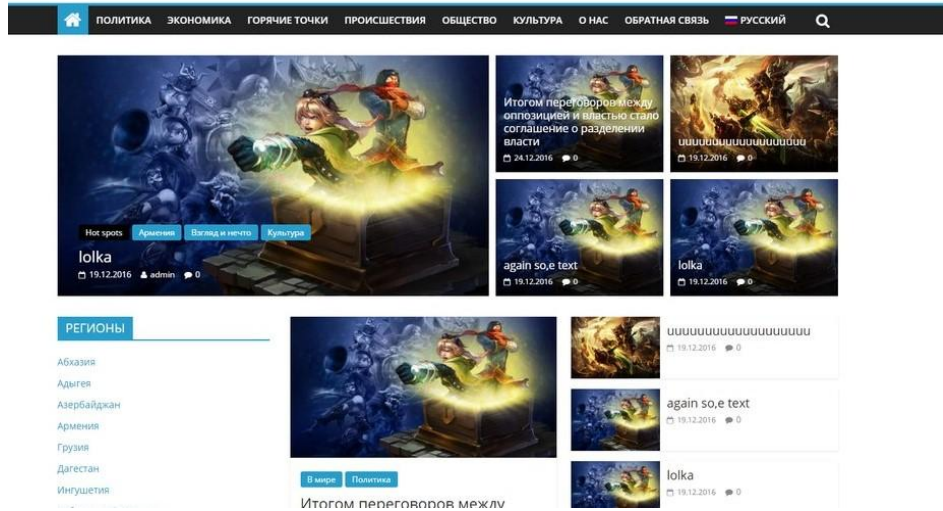 ПОЛИТИКА ЭКОНОМИКА ГОРЯЧИЕ ТОЧКИ ПРОИСШЕСТВИЯ ОБЩЕСТВО КУЛЬТУРА О НАС ОБРАТНАЯ СВЯЗЬ РУССКИЙ
Hot spots Армения Взгляд и нечто Культура
lolka
19.12.2016 admin 0
Итогом переговоров между
оппозицией и властью стало
соглашение о разделении
власти
24.12.2016 0
uuuuuuuuuuuuuuuuuuu
19.12.2016 0
again so,e text
19.12.2016 0
lolka
19.12.2016 0
РЕГИОНЫ
Абхазия
Адыгея
Азербайджан
Армения
Грузия
Дагестан
Ингушетия
В мире Политика
Итогом переговоров между
uuuuuuuuuuuuuuuuuuu
19.12.2016 0
again so,e text
19.12.2016 0
lolka
19.12.2016 0